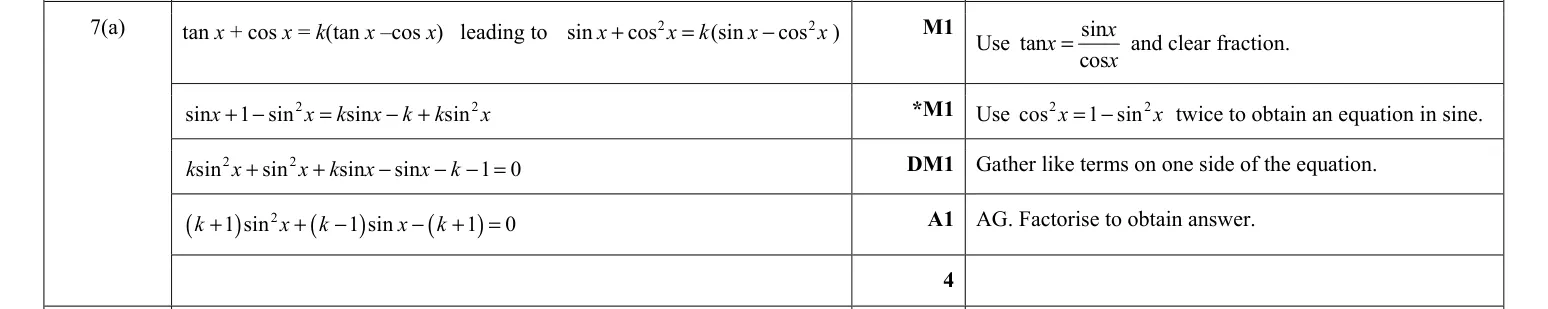 7(a) tan x + cos x = k(tan x –cos x) leading to sin x + cos²x = k(sin x − cos²x ) M1 Use tanx = sinx/cosx and clear fraction.
sinx + 1 − sin²x = ksinx − k + ksin²x *M1 Use cos²x = 1 − sin²x twice to obtain an equation in sine.
ksin²x + sin²x + ksinx − sinx − k − 1 = 0 DM1 Gather like terms on one side of the equation.
(k + 1)sin²x + (k − 1)sin x − (k + 1) = 0 A1 AG. Factorise to obtain answer.
4